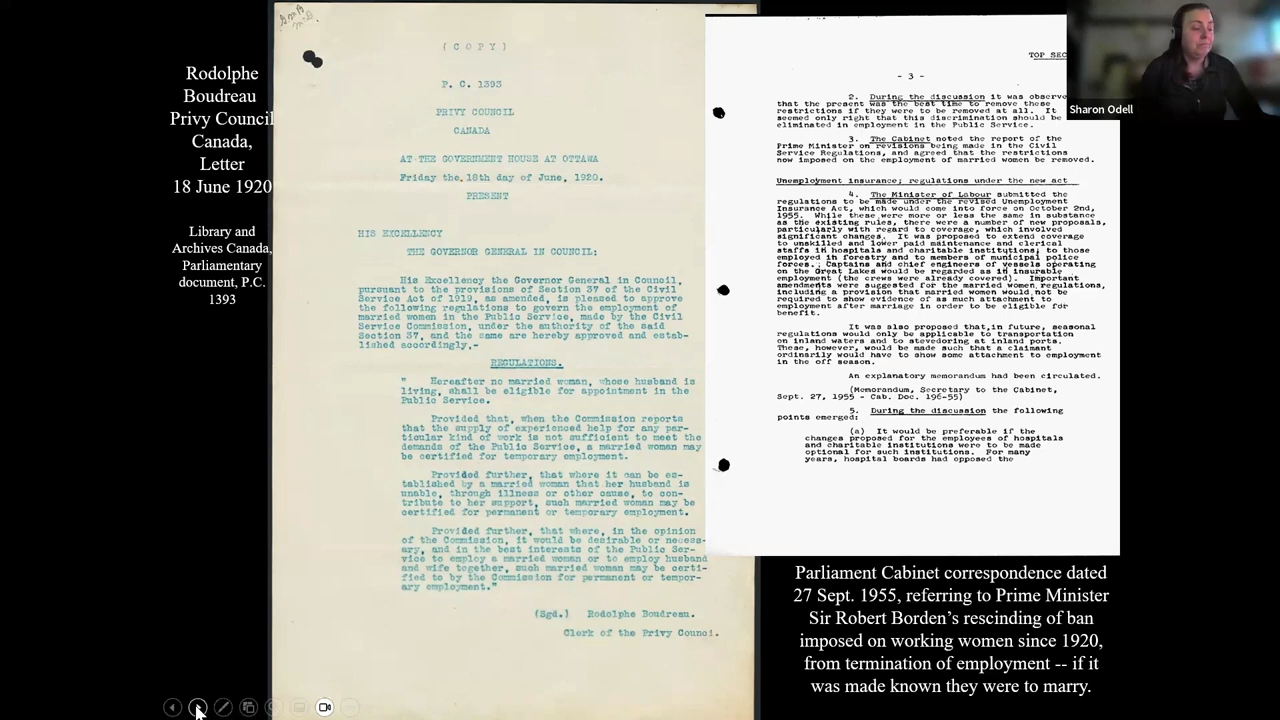 Rodolphe
Boudreau
Privy Council
Canada,
Letter
18 June 1920
Library and
Archives Canada,
Parliamentary
document, P.C.
1393
( C O P Y )
P. C. 1393
PRIVY COUNCIL
CANADA
AT THE GOVERNMENT HOUSE AT OTTAWA
Friday the 18th day of June, 1920.
PRESENT
HIS EXCELLENCY
THE GOVERNOR GENERAL IN COUNCIL:
His Excellency the Governor General in Council,
pursuant to the provisions of Section 37 of the Civil
Service Act of 1919, as amended, is pleased to approve
the following regulations to govern the employment of
married women in the Public Service, made by the Civil
Service Commission, under the authority of the said
Section 37, and the same are hereby approved and estab-
lished accordingly,-
REGULATIONS.
" Hereafter no married woman, whose husband is
living, shall be eligible for appointment in the
Public Service.
Provided that, when the Commission reports
that the supply of experienced help for any par-
ticular kind of work is not sufficient to meet the
demands of the Public Service, a married woman may
be certified for temporary employment.
Provided further, that where it can be es-
tablished by a married woman that her husband is
unable, through illness or other cause, to con-
tribute to her support, such married woman may be
certified for permanent or temporary employment.
Provided further, that where, in the opinion
of the Commission, it would be desirable or necess-
ary, and in the best interests of the Public Ser-
vice to employ a married woman or to employ husband
and wife together, such married woman may be certi-
fied to by the Commission for permanent or tempor-
ary employment."
(Sgd.) Rodolphe Boudreau.
Clerk of the Privy Council.
TOP SEC
- 3 -
2. During the discussion it was observe
that the present was the best time to remove these
restrictions if they were to be removed at all. It
seemed only right that this discrimination should be
eliminated in employment in the Public Service.
3. The Cabinet noted the report of the
Prime Minister on revisions being made in the Civil
Service Regulations, and agreed that the restrictions
now imposed on the employment of married women be removed.
Unemployment insurance; regulations under the new act
4. The Minister of Labour submitted the
regulations to be made under the revised Unemployment
Insurance Act, which would come into force on October 2nd,
1955. While these were more or less the same in substance
as the existing rules, there were a number of new proposals,
particularly with regard to coverage, which involved
significant changes. It was proposed to extend coverage
to unskilled and lower paid maintenance and clerical
staffs in hospitals and charitable institutions; to those
employed in forestry and to members of municipal police
forces. Captains and chief engineers of vessels operating
on the Great Lakes would be regarded as in insurable
employment (the crews were already covered). Important
amendments were suggested for the married women regulations,
including a provision that married women would not be
required to show evidence of as much attachment to
employment after marriage in order to be eligible for
benefit.
It was also proposed that, in future, seasonal
regulations would only be applicable to transportation
on inland waters and to stevedoring at inland ports.
These, however, would be made such that a claimant
ordinarily would have to show some attachment to employment
in the off season.
An explanatory memorandum had been circulated.
(Memorandum, Secretary to the Cabinet,
Sept. 27, 1955 - Cab. Doc. 196-55)
5. During the discussion the following
points emerged:
(a) It would be preferable if the
changes proposed for the employees of hospitals
and charitable institutions were to be made
optional for such institutions. For many
years, hospital boards had opposed the
Parliament Cabinet correspondence dated
27 Sept. 1955, referring to Prime Minister
Sir Robert Borden's rescinding of ban
imposed on working women since 1920,
from termination of employment -- if it
was made known they were to marry.
Sharon Odell